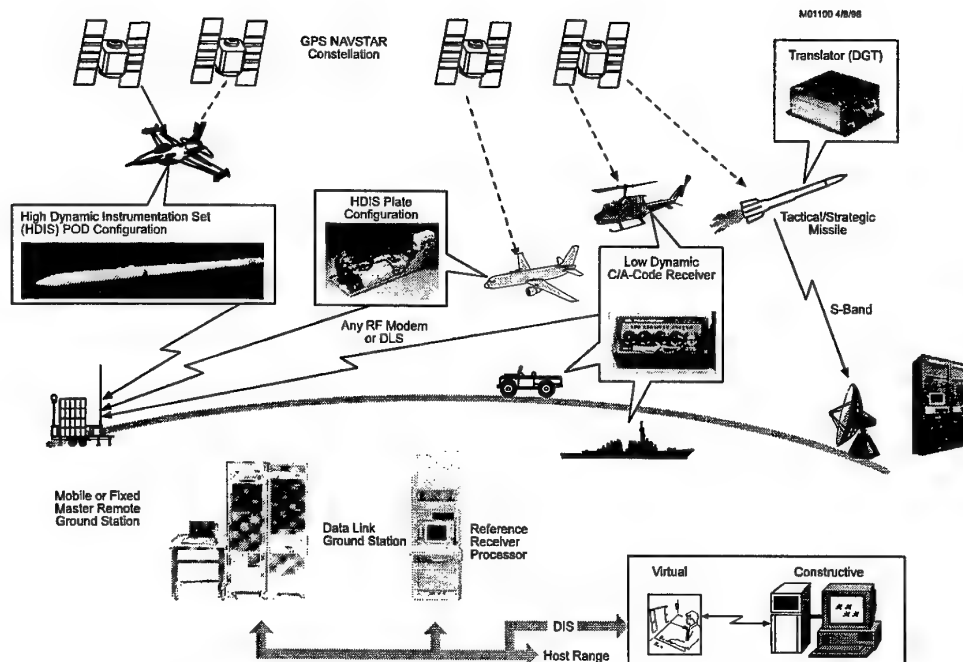 M01100 4/8/96
GPS NAVSTAR
Constellation
Translator (DGT)
High Dynamic Instrumentation Set
(HDIS) POD Configuration
HDIS Plate
Configuration
Low Dynamic
C/A-Code Receiver
Tactical/Strategic
Missile
Any RF Modem
or DLS
S-Band
Mobile or Fixed
Master Remote
Ground Station
Data Link
Ground Station
Reference
Receiver
Processor
Virtual
Constructive
DIS
Host Range